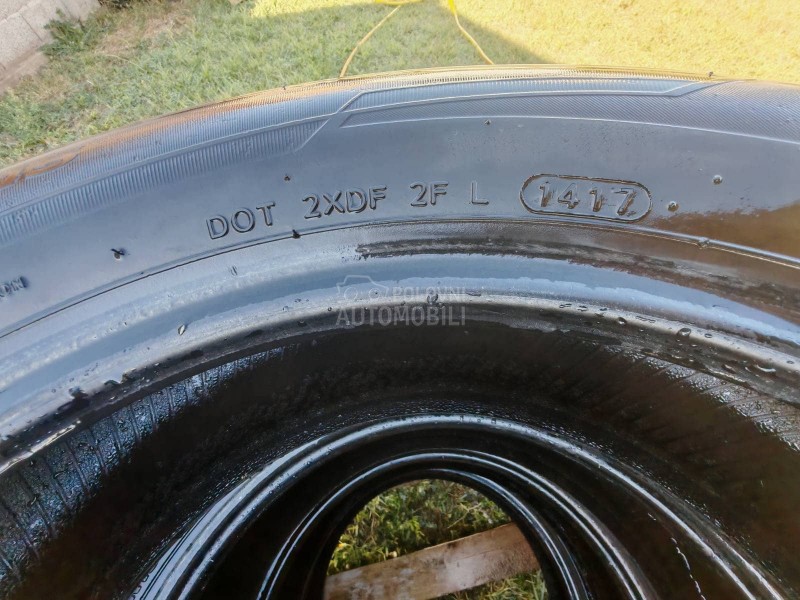 DOT 2XDF 2F L 1417
POLOVNI
AUTOMOBILI